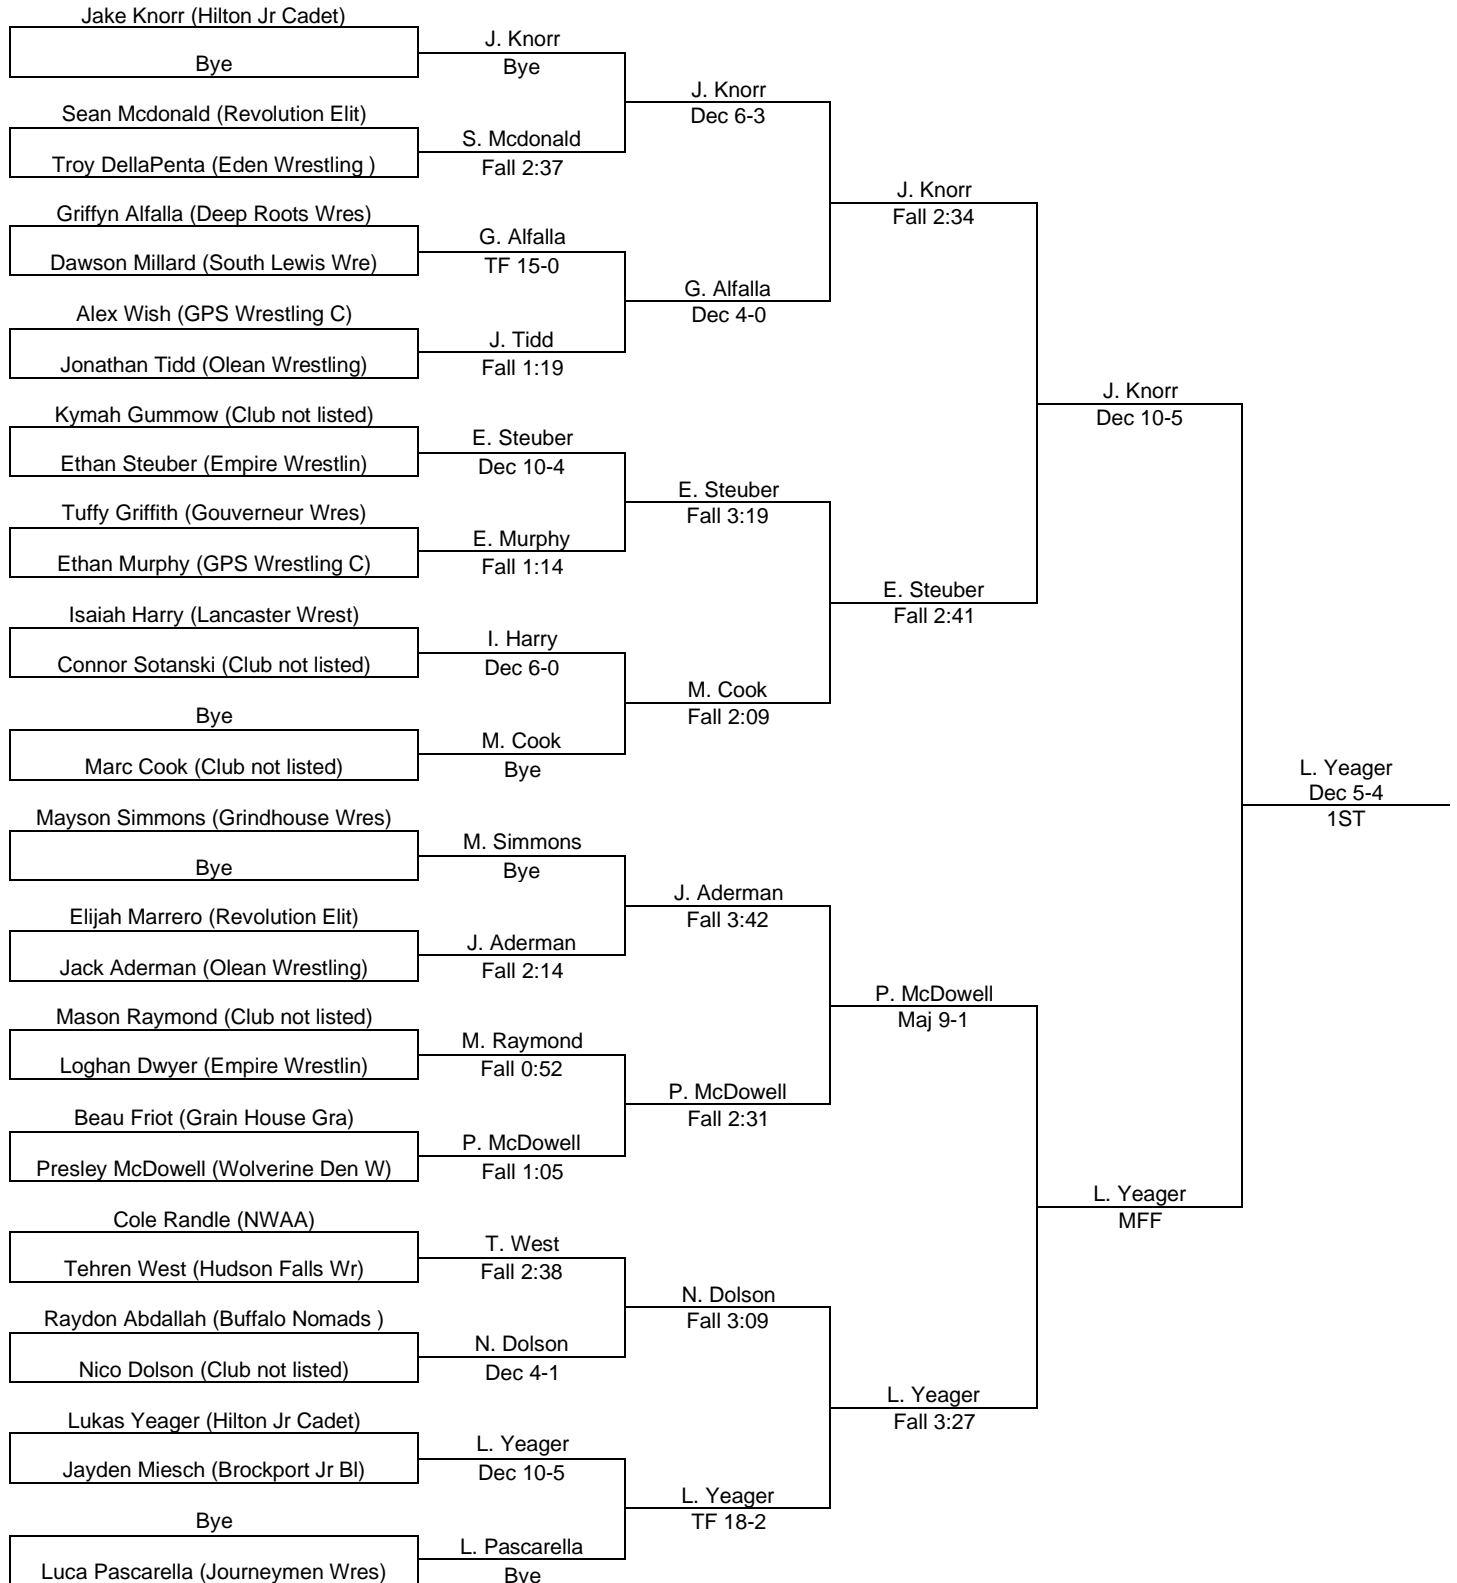 Jake Knorr (Hilton Jr Cadet)
Bye
Sean Mcdonald (Revolution Elit)
Troy DellaPenta (Eden Wrestling )
Griffyn Alfalla (Deep Roots Wres)
Dawson Millard (South Lewis Wre)
Alex Wish (GPS Wrestling C)
Jonathan Tidd (Olean Wrestling)
Kymah Gummow (Club not listed)
Ethan Steuber (Empire Wrestlin)
Tuffy Griffith (Gouverneur Wres)
Ethan Murphy (GPS Wrestling C)
Isaiah Harry (Lancaster Wrest)
Connor Sotanski (Club not listed)
Bye
Marc Cook (Club not listed)
Mayson Simmons (Grindhouse Wres)
Bye
Elijah Marrero (Revolution Elit)
Jack Aderman (Olean Wrestling)
Mason Raymond (Club not listed)
Loghan Dwyer (Empire Wrestlin)
Beau Friot (Grain House Gra)
Presley McDowell (Wolverine Den W)
Cole Randle (NWAA)
Tehren West (Hudson Falls Wr)
Raydon Abdallah (Buffalo Nomads )
Nico Dolson (Club not listed)
Lukas Yeager (Hilton Jr Cadet)
Jayden Miesch (Brockport Jr Bl)
Bye
Luca Pascarella (Journeymen Wres)
J. Knorr
Bye
S. Mcdonald
Fall 2:37
G. Alfalla
TF 15-0
J. Tidd
Fall 1:19
E. Steuber
Dec 10-4
E. Murphy
Fall 1:14
I. Harry
Dec 6-0
M. Cook
Bye
M. Simmons
Bye
J. Aderman
Fall 2:14
M. Raymond
Fall 0:52
P. McDowell
Fall 1:05
T. West
Fall 2:38
N. Dolson
Dec 4-1
L. Yeager
Dec 10-5
L. Pascarella
Bye
J. Knorr
Dec 6-3
G. Alfalla
Dec 4-0
E. Steuber
Fall 3:19
M. Cook
Fall 2:09
J. Aderman
Fall 3:42
P. McDowell
Fall 2:31
N. Dolson
Fall 3:09
L. Yeager
TF 18-2
J. Knorr
Fall 2:34
E. Steuber
Fall 2:41
P. McDowell
Maj 9-1
L. Yeager
Fall 3:27
J. Knorr
Dec 10-5
L. Yeager
MFF
L. Yeager
Dec 5-4
1ST